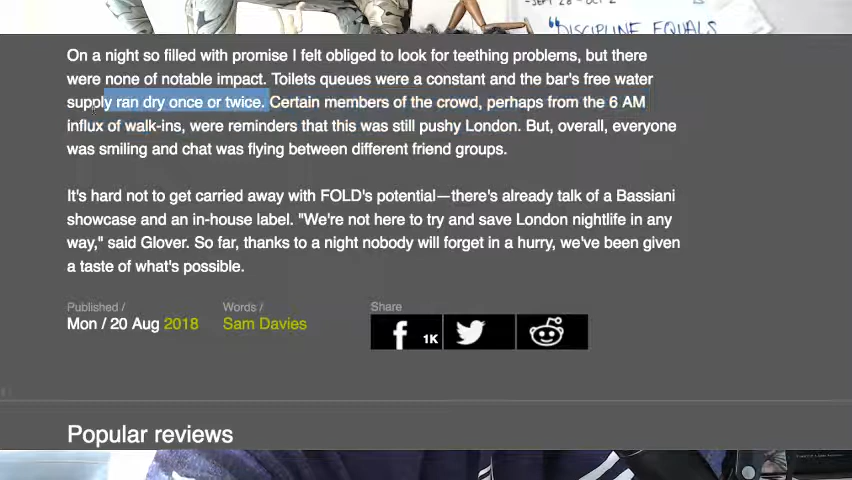 - SEPT 28 - OCT 2
"DISCIPLINE EQUALS
On a night so filled with promise I felt obliged to look for teething problems, but there
were none of notable impact. Toilets queues were a constant and the bar's free water
supply ran dry once or twice. Certain members of the crowd, perhaps from the 6 AM
influx of walk-ins, were reminders that this was still pushy London. But, overall, everyone
was smiling and chat was flying between different friend groups.
It's hard not to get carried away with FOLD's potential—there's already talk of a Bassiani
showcase and an in-house label. "We're not here to try and save London nightlife in any
way," said Glover. So far, thanks to a night nobody will forget in a hurry, we've been given
a taste of what's possible.
Published /
Mon / 20 Aug 2018
Words /
Sam Davies
Share
1K
Popular reviews